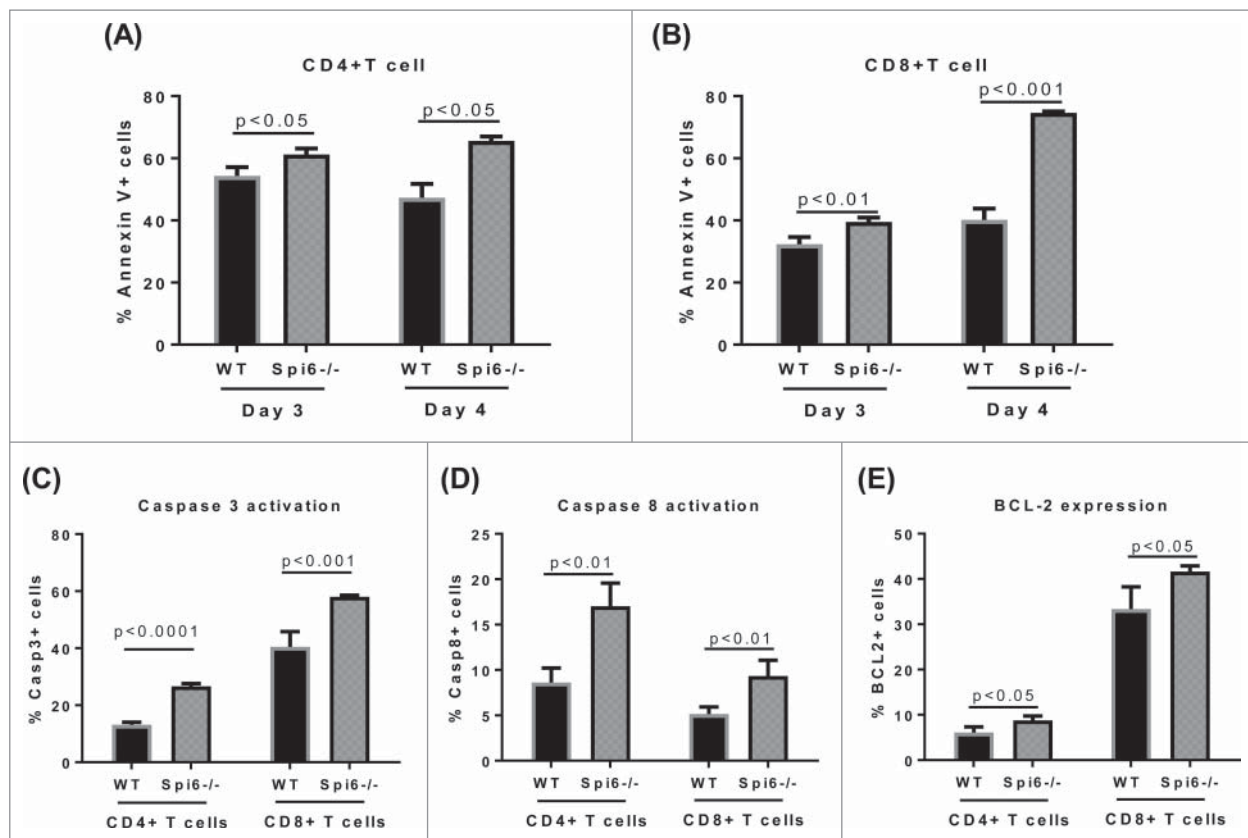 (A)
CD4+T cell
% Annexin V+ cells
80
60
40
20
0
p<0.05
p<0.05
WT Spi6-/- WT Spi6-/-
Day 3 Day 4
(B)
CD8+T cell
% Annexin V+ cells
80
60
40
20
0
p<0.01
p<0.001
WT Spi6-/- WT Spi6-/-
Day 3 Day 4
(C)
Caspase 3 activation
% Casp3+ cells
80
60
40
20
0
p<0.0001
p<0.001
WT Spi6-/- WT Spi6-/-
CD4+ T cells CD8+ T cells
(D)
Caspase 8 activation
% Casp8+ cells
25
20
15
10
5
0
p<0.01
p<0.01
WT Spi6-/- WT Spi6-/-
CD4+ T cells CD8+ T cells
(E)
BCL-2 expression
% BCL2+ cells
50
40
30
20
10
0
p<0.05
p<0.05
WT Spi6-/- WT Spi6-/-
CD4+ T cells CD8+ T cells